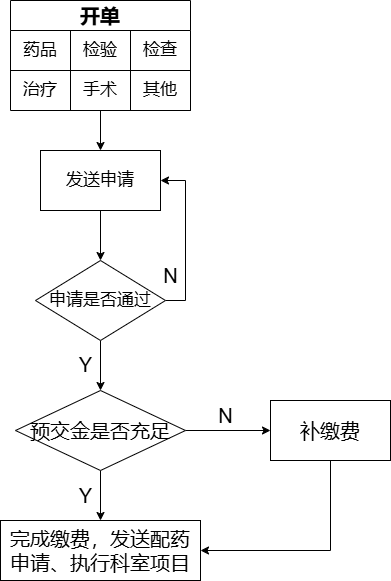 开单
药品 检验 检查
治疗 手术 其他
发送申请
N
申请是否通过
Y
预交金是否充足
N
补缴费
Y
完成缴费，发送配药
申请、执行科室项目